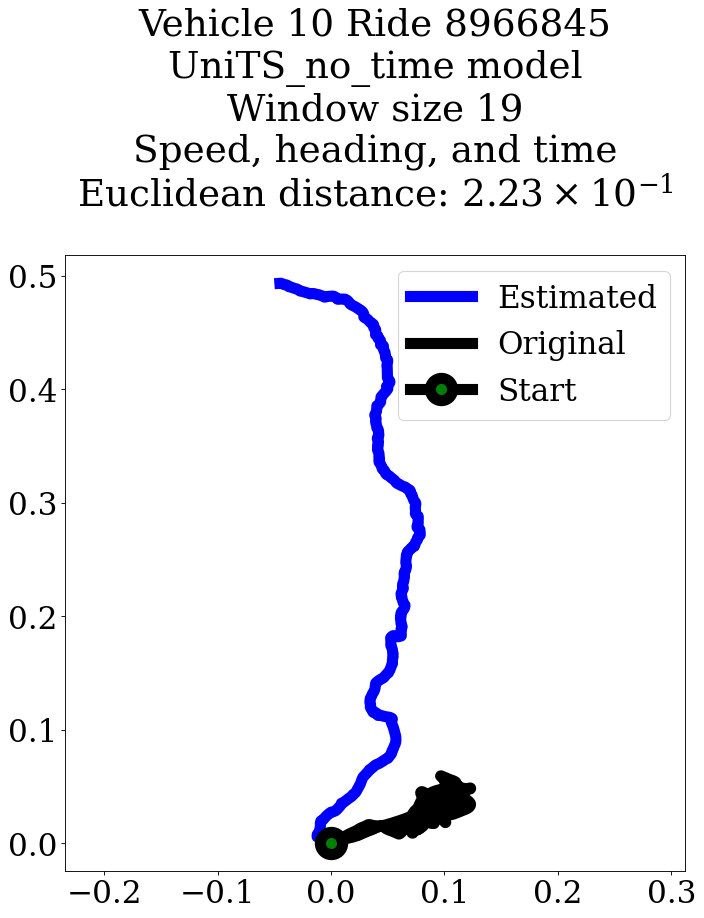 Vehicle 10 Ride 8966845
UniTS_no_time model
Window size 19
Speed, heading, and time
Euclidean distance: 2.23 × 10⁻¹
Estimated
Original
Start
0.5
0.4
0.3
0.2
0.1
0.0
−0.2 −0.1 0.0 0.1 0.2 0.3